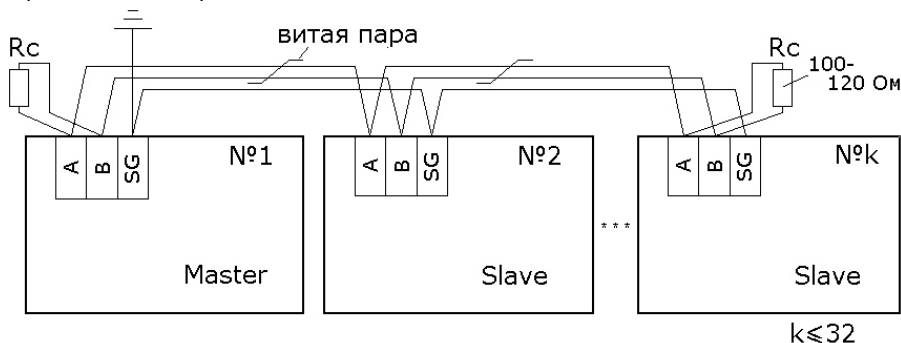 витая пара
Rc
Rc
100-
120 Ом
A
B
SG
№1
A
B
SG
№2
A
B
SG
№k
***
Master
Slave
Slave
k⩽32